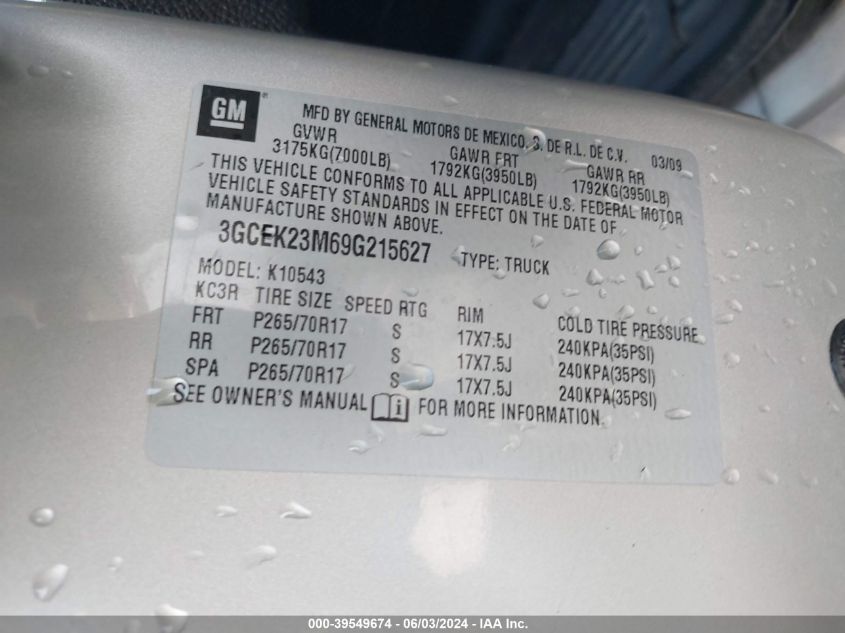 GM
MFD BY GENERAL MOTORS DE MEXICO, S. DE R.L. DE C.V. 03/09
GVWR GAWR FRT GAWR RR
3175KG(7000LB) 1792KG(3950LB) 1792KG(3950LB)
THIS VEHICLE CONFORMS TO ALL APPLICABLE U.S. FEDERAL MOTOR
VEHICLE SAFETY STANDARDS IN EFFECT ON THE DATE OF
MANUFACTURE SHOWN ABOVE.
3GCEK23M69G215627 TYPE: TRUCK
MODEL: K10543
KC3R TIRE SIZE SPEED RTG RIM COLD TIRE PRESSURE
FRT P265/70R17 S 17X7.5J 240KPA(35PSI)
RR P265/70R17 S 17X7.5J 240KPA(35PSI)
SPA P265/70R17 S 17X7.5J 240KPA(35PSI)
SEE OWNER'S MANUAL i FOR MORE INFORMATION.
000-39549674 - 06/03/2024 - IAA Inc.